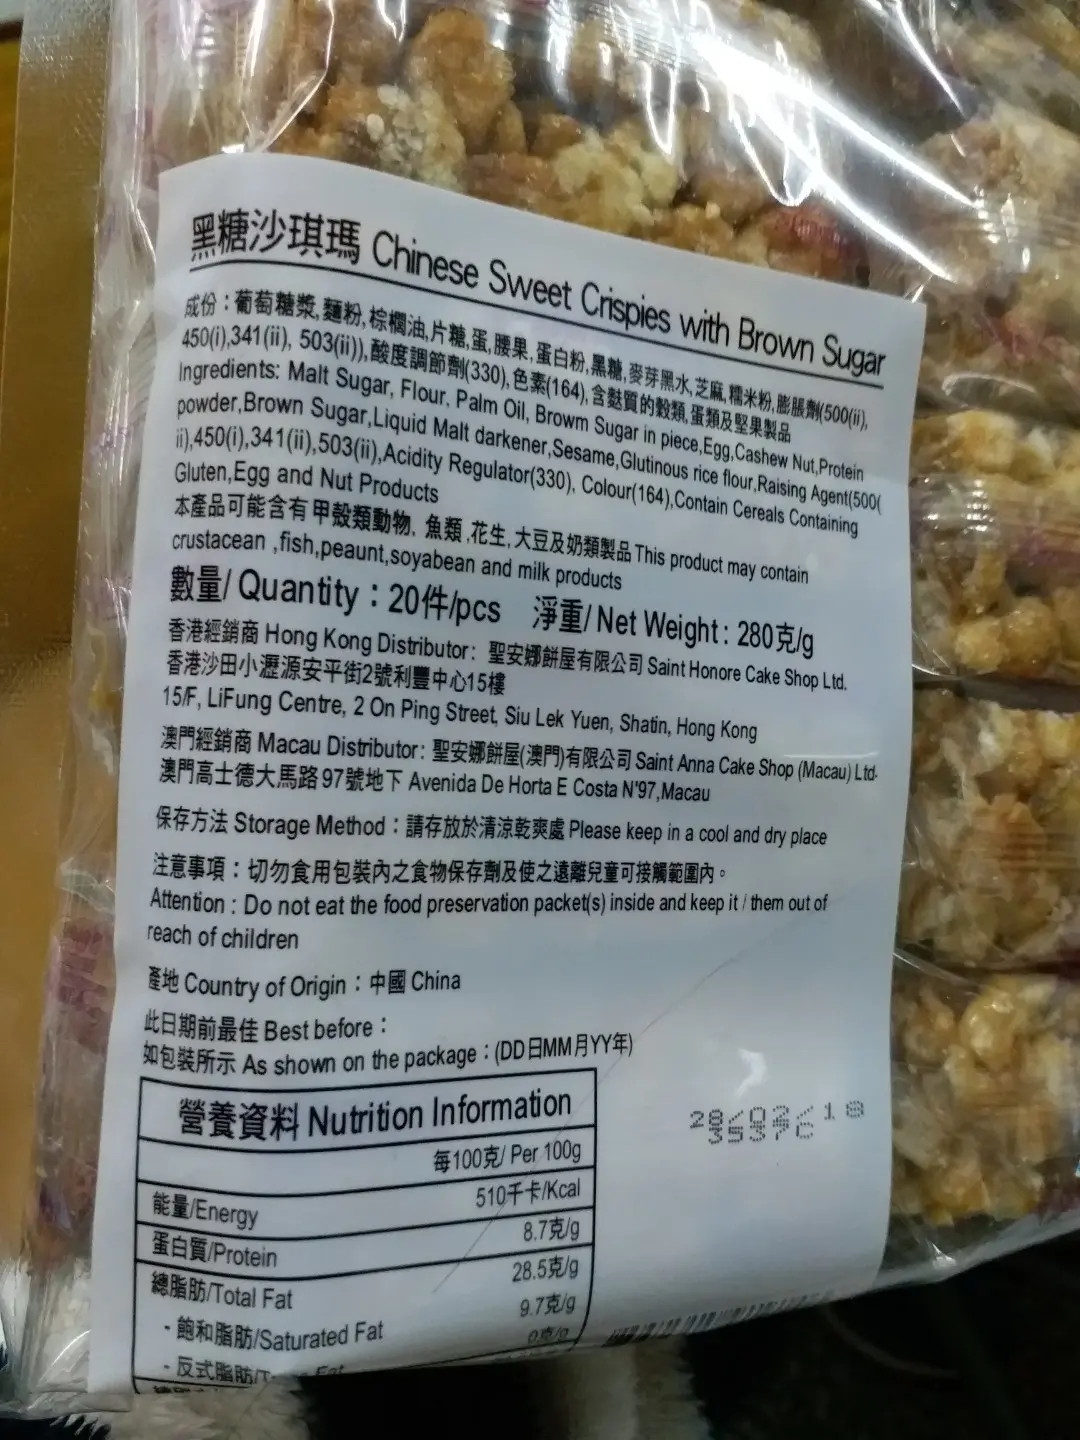 黑糖沙琪瑪 Chinese Sweet Crispies with Brown Sugar
成份：葡萄糖漿,麵粉,棕櫚油,片糖,蛋,腰果,蛋白粉,黑糖,麥芽黑水,芝麻,糯米粉,膨脹劑(500(ii),
450(i),341(ii), 503(ii)),酸度調節劑(330),色素(164),含麩質的穀類,蛋類及堅果製品
Ingredients: Malt Sugar, Flour, Palm Oil, Browm Sugar in piece,Egg,Cashew Nut,Protein
powder,Brown Sugar,Liquid Malt darkener,Sesame,Glutinous rice flour,Raising Agent(500(
ii),450(i),341(ii),503(ii),Acidity Regulator(330), Colour(164),Contain Cereals Containing
Gluten,Egg and Nut Products
本產品可能含有甲殼類動物, 魚類,花生,大豆及奶類製品 This product may contain
crustacean ,fish,peaunt,soyabean and milk products
數量/ Quantity：20件/pcs 淨重/ Net Weight: 280克/g
香港經銷商 Hong Kong Distributor: 聖安娜餅屋有限公司 Saint Honore Cake Shop Ltd.
香港沙田小瀝源安平街2號利豐中心15樓
15/F, LiFung Centre, 2 On Ping Street, Siu Lek Yuen, Shatin, Hong Kong
澳門經銷商 Macau Distributor: 聖安娜餅屋(澳門)有限公司 Saint Anna Cake Shop (Macau) Ltd.
澳門高士德大馬路97號地下 Avenida De Horta E Costa N'97,Macau
保存方法 Storage Method：請存放於清涼乾爽處 Please keep in a cool and dry place
注意事項：切勿食用包裝內之食物保存劑及使之遠離兒童可接觸範圍內。
Attention : Do not eat the food preservation packet(s) inside and keep it / them out of
reach of children
產地 Country of Origin：中國 China
此日期前最佳 Best before：
如包裝所示 As shown on the package：(DD日MM月YY年)
28/02/18
3537C
營養資料 Nutrition Information
每100克/ Per 100g
能量/Energy 510千卡/Kcal
蛋白質/Protein 8.7克/g
總脂肪/Total Fat 28.5克/g
- 飽和脂肪/Saturated Fat 9.7克/g
- 反式脂肪/ Fat 0克/g